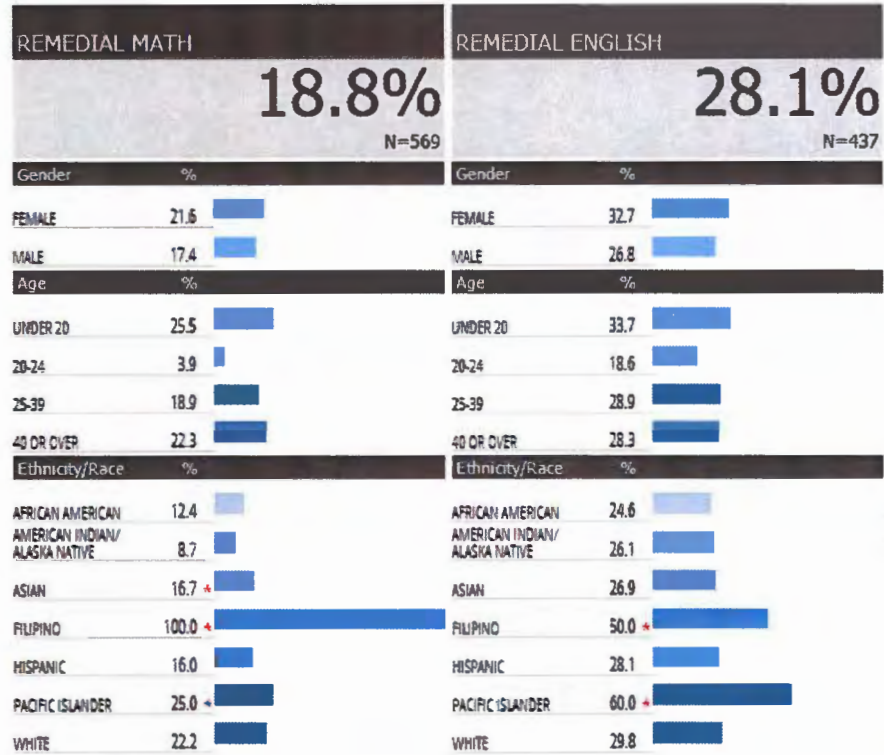 REMEDIAL MATH
18.8%
N=569
Gender %
FEMALE 21.6
MALE 17.4
Age %
UNDER 20 25.5
20-24 3.9
25-39 18.9
40 OR OVER 22.3
Ethnicity/Race %
AFRICAN AMERICAN 12.4
AMERICAN INDIAN/
ALASKA NATIVE 8.7
ASIAN 16.7 *
FILIPINO 100.0 *
HISPANIC 16.0
PACIFIC ISLANDER 25.0 *
WHITE 22.2
REMEDIAL ENGLISH
28.1%
N=437
Gender %
FEMALE 32.7
MALE 26.8
Age %
UNDER 20 33.7
20-24 18.6
25-39 28.9
40 OR OVER 28.3
Ethnicity/Race %
AFRICAN AMERICAN 24.6
AMERICAN INDIAN/
ALASKA NATIVE 26.1
ASIAN 26.9
FILIPINO 50.0 *
HISPANIC 28.1
PACIFIC ISLANDER 60.0 *
WHITE 29.8